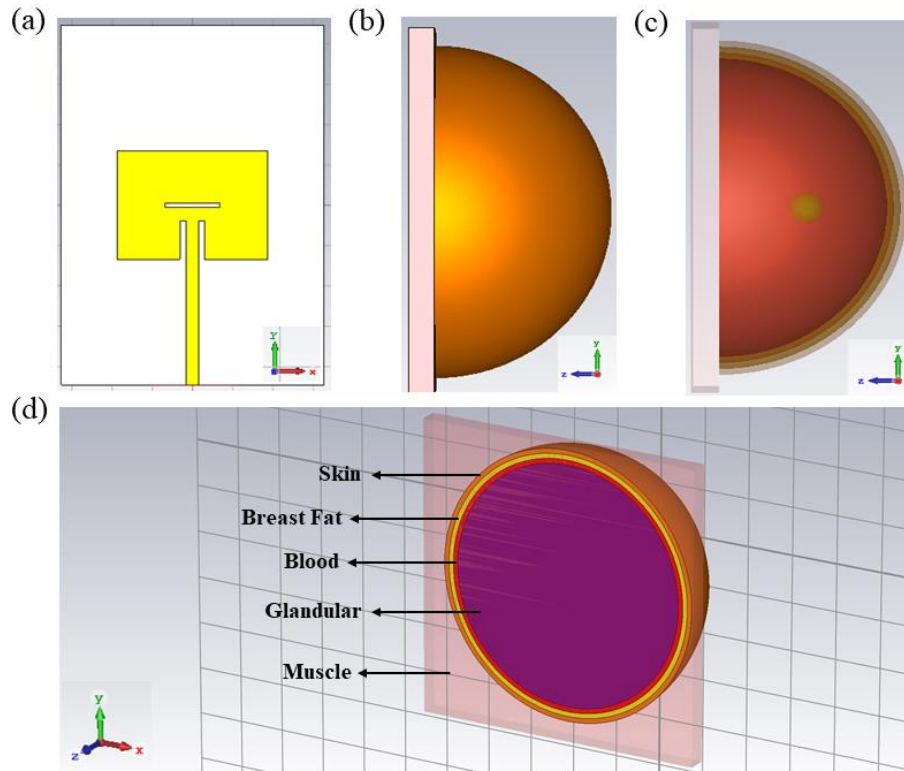 (a)
(b)
(c)
Y
x
y
z
y
z
(d)
Skin
Breast Fat
Blood
Glandular
Muscle
y
z
x